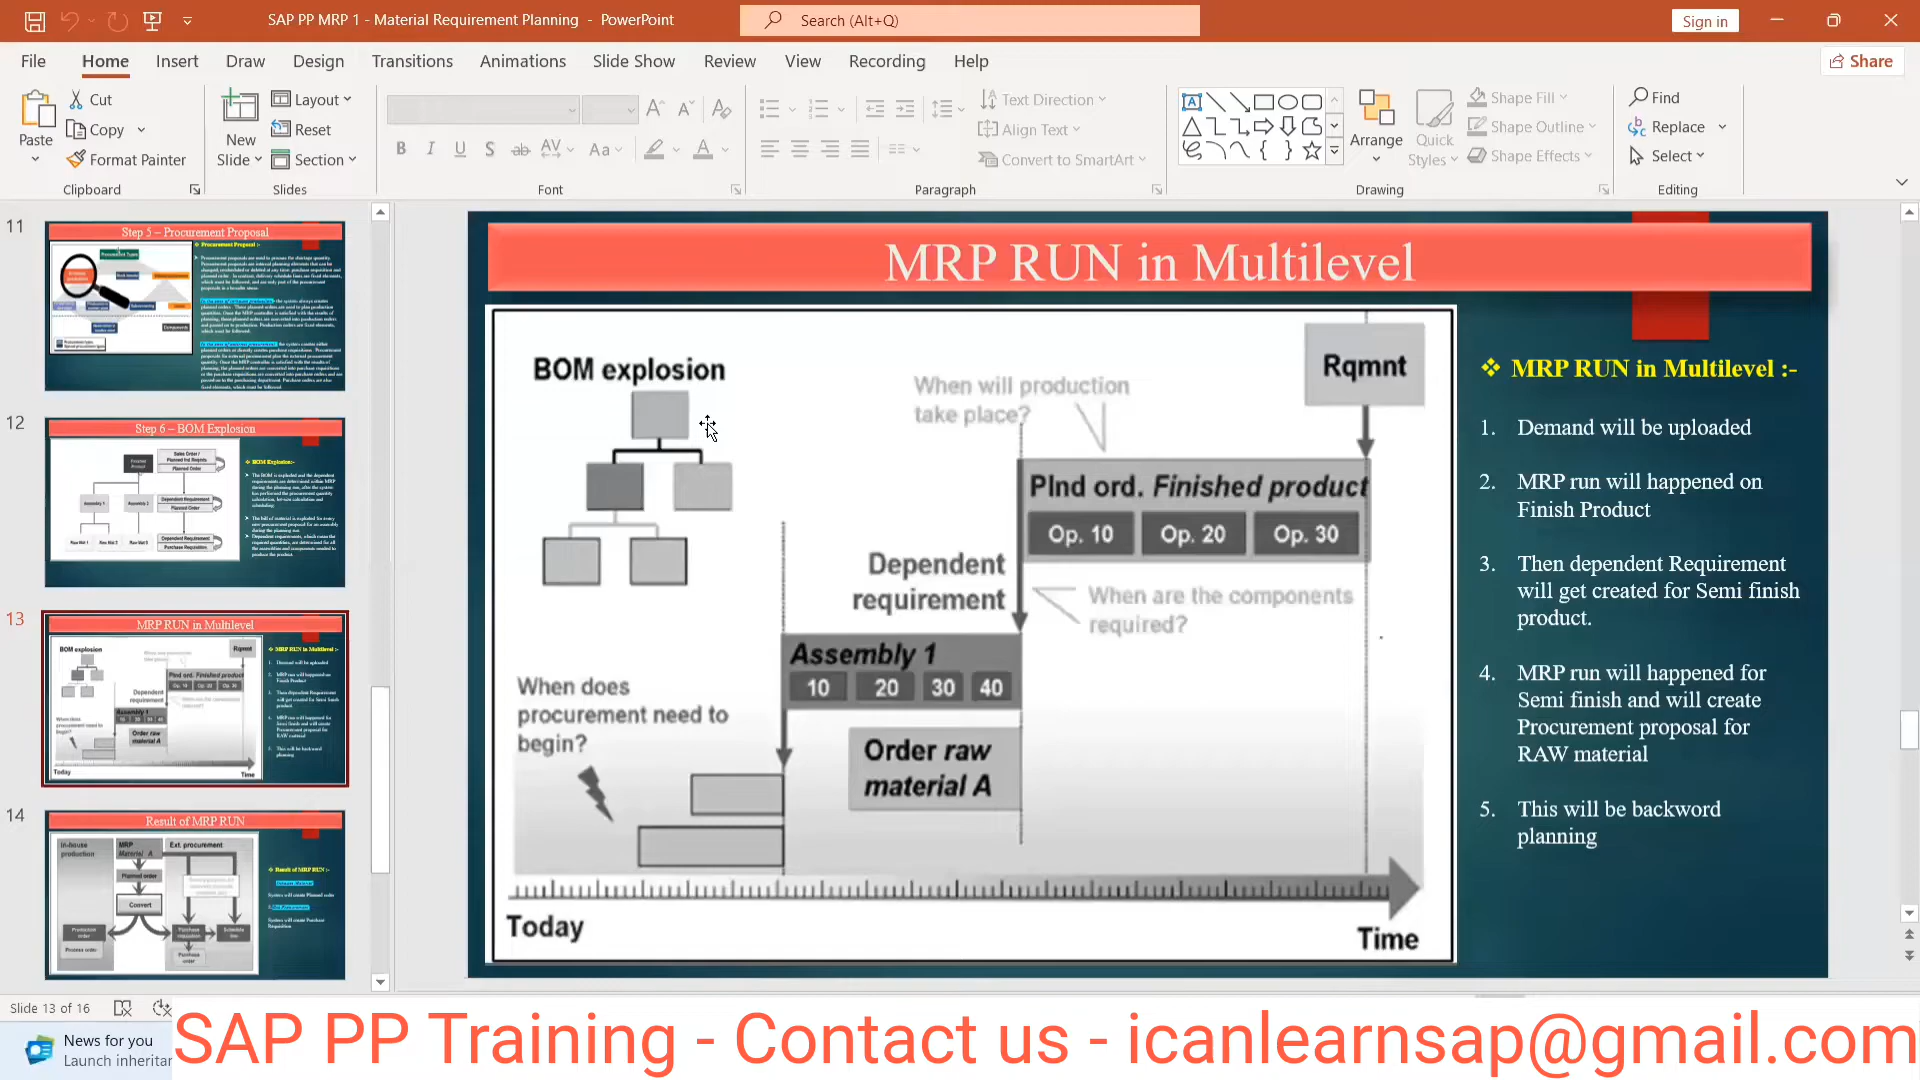 SAP PP MRP 1 - Material Requirement Planning - PowerPoint
Search (Alt+Q)
Sign in
File Home Insert Draw Design Transitions Animations Slide Show Review View Recording Help
Share
Paste
Cut
Copy
Format Painter
Clipboard
New Slide
Layout
Reset
Section
Slides
Font
Text Direction
Align Text
Convert to SmartArt
Paragraph
Arrange
Quick Styles
Shape Fill
Shape Outline
Shape Effects
Drawing
Find
Replace
Select
Editing
11
Step 5 – Procurement Proposal
12
Step 6 – BOM Explosion
13
MRP RUN in Multilevel
14
Result of MRP RUN
MRP RUN in Multilevel
BOM explosion
When will production
take place?
Rqmnt
Plnd ord. Finished product
Op. 10 Op. 20 Op. 30
Dependent
requirement
When are the components
required?
Assembly 1
10 20 30 40
When does
procurement need to
begin?
Order raw
material A
Today
Time
❖ MRP RUN in Multilevel :-
1. Demand will be uploaded
2. MRP run will happened on
Finish Product
3. Then dependent Requirement
will get created for Semi finish
product.
4. MRP run will happened for
Semi finish and will create
Procurement proposal for
RAW material
5. This will be backword
planning
Slide 13 of 16
News for you
Launch inheritan
SAP PP Training - Contact us - icanlearnsap@gmail.com